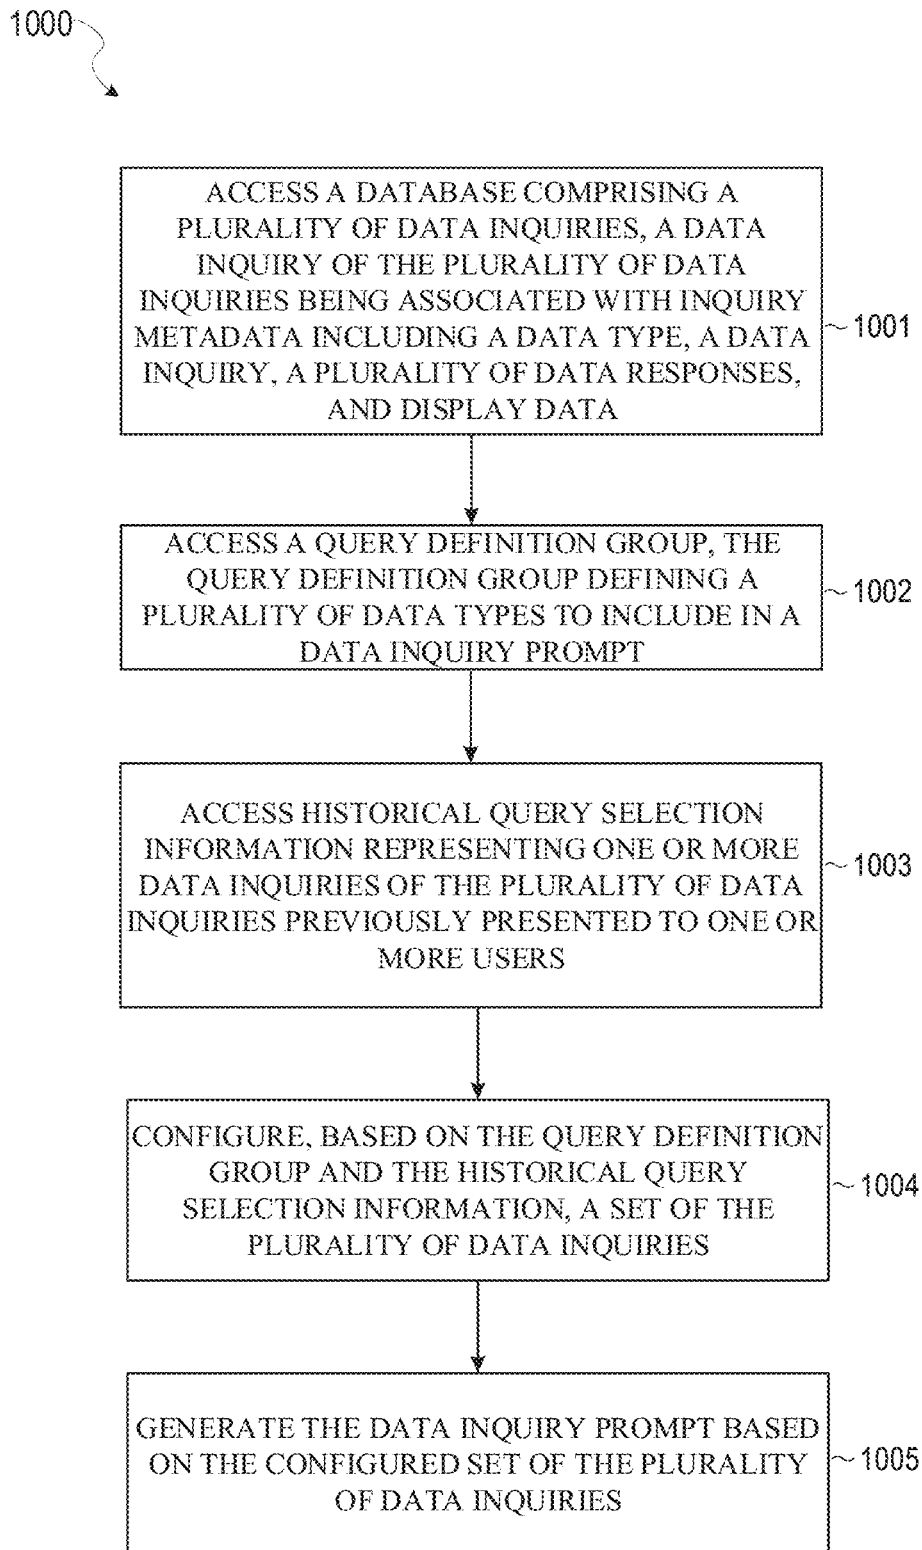 1000
ACCESS A DATABASE COMPRISING A
PLURALITY OF DATA INQUIRIES, A DATA
INQUIRY OF THE PLURALITY OF DATA
INQUIRIES BEING ASSOCIATED WITH INQUIRY
METADATA INCLUDING A DATA TYPE, A DATA
INQUIRY, A PLURALITY OF DATA RESPONSES,
AND DISPLAY DATA
1001
ACCESS A QUERY DEFINITION GROUP, THE
QUERY DEFINITION GROUP DEFINING A
PLURALITY OF DATA TYPES TO INCLUDE IN A
DATA INQUIRY PROMPT
1002
ACCESS HISTORICAL QUERY SELECTION
INFORMATION REPRESENTING ONE OR MORE
DATA INQUIRIES OF THE PLURALITY OF DATA
INQUIRIES PREVIOUSLY PRESENTED TO ONE OR
MORE USERS
1003
CONFIGURE, BASED ON THE QUERY DEFINITION
GROUP AND THE HISTORICAL QUERY
SELECTION INFORMATION, A SET OF THE
PLURALITY OF DATA INQUIRIES
1004
GENERATE THE DATA INQUIRY PROMPT BASED
ON THE CONFIGURED SET OF THE PLURALITY
OF DATA INQUIRIES
1005